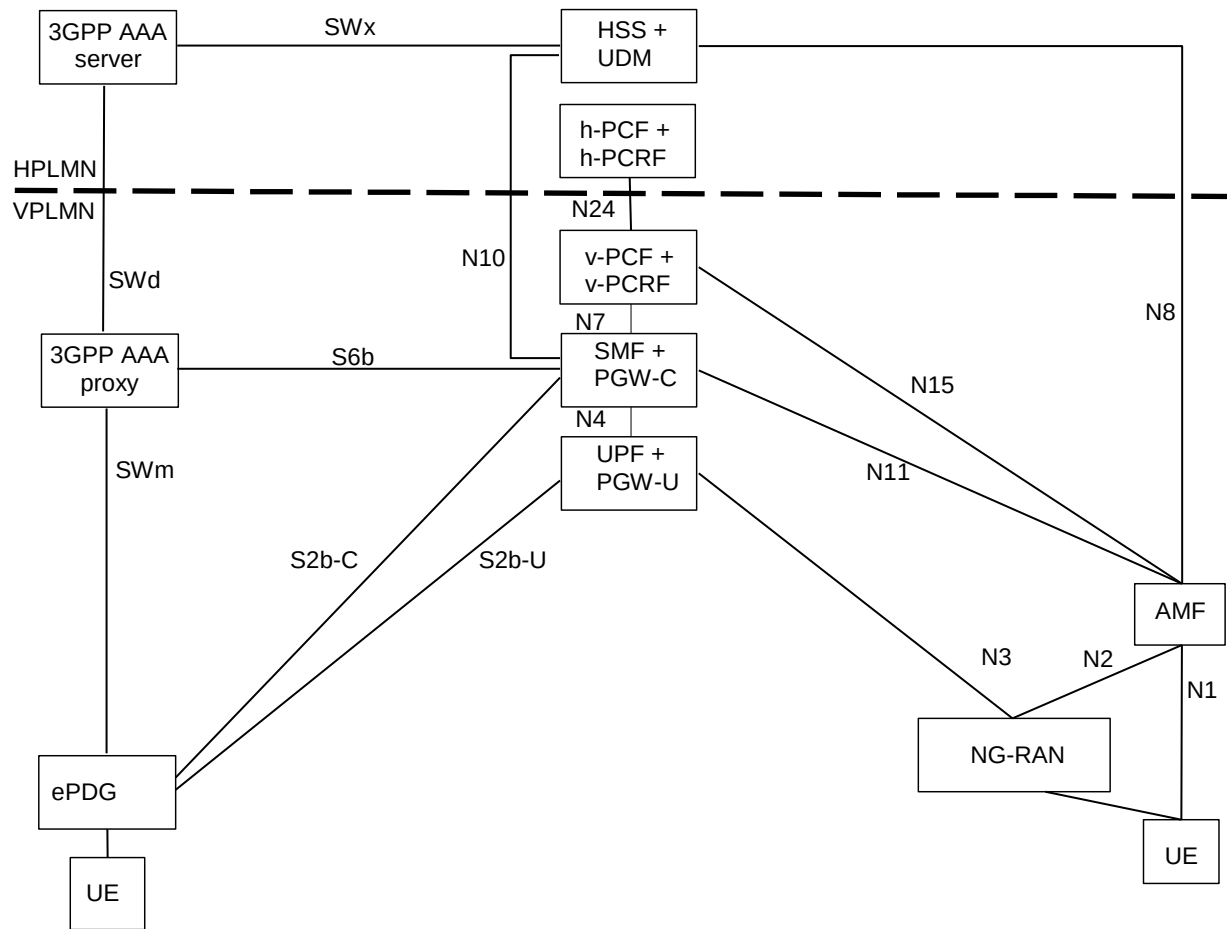 3GPP AAA
server
SWx
HSS +
UDM
h-PCF +
h-PCRF
HPLMN
VPLMN
N24
N10
v-PCF +
v-PCRF
SWd
N8
N7
3GPP AAA
proxy
S6b
SMF +
PGW-C
N15
N4
SWm
UPF +
PGW-U
N11
S2b-C
S2b-U
AMF
N3
N2
N1
NG-RAN
ePDG
UE
UE